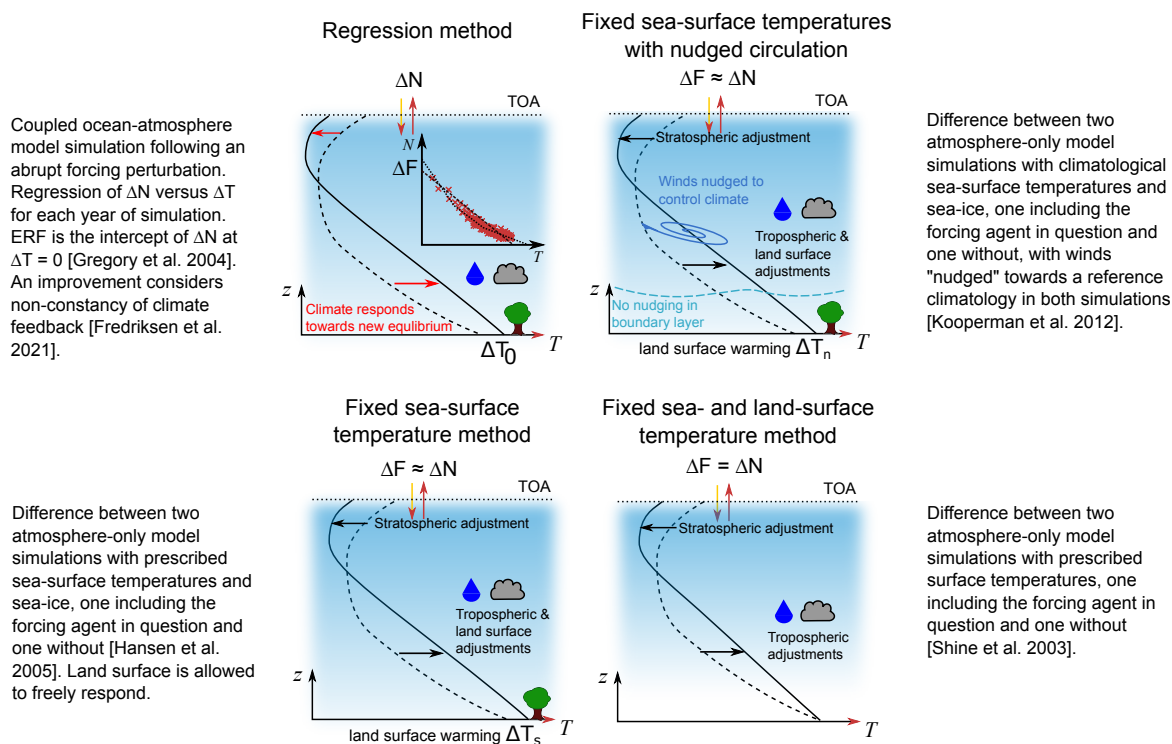 Regression method
ΔN
TOA
Coupled ocean-atmosphere
model simulation following an
abrupt forcing perturbation.
Regression of ΔN versus ΔT
for each year of simulation.
ERF is the intercept of ΔN at
ΔT = 0 [Gregory et al. 2004].
An improvement considers
non-constancy of climate
feedback [Fredriksen et al.
2021].
N
ΔF
T
z
Climate responds
towards new equlibrium
ΔT0
T
Fixed sea-surface temperatures
with nudged circulation
ΔF ≈ ΔN
TOA
Stratospheric adjustment
Winds nudged to
control climate
Tropospheric &
land surface
adjustments
z
No nudging in
boundary layer
land surface warming ΔTn
T
Difference between two
atmosphere-only model
simulations with climatological
sea-surface temperatures and
sea-ice, one including the
forcing agent in question and
one without, with winds
"nudged" towards a reference
climatology in both simulations
[Kooperman et al. 2012].
Fixed sea-surface
temperature method
ΔF ≈ ΔN
TOA
Stratospheric adjustment
Difference between two
atmosphere-only model
simulations with prescribed
sea-surface temperatures and
sea-ice, one including the
forcing agent in question and
one without [Hansen et al.
2005]. Land surface is allowed
to freely respond.
Tropospheric &
land surface
adjustments
z
land surface warming ΔTs
T
Fixed sea- and land-surface
temperature method
ΔF = ΔN
TOA
Stratospheric adjustment
Tropospheric
adjustments
z
T
Difference between two
atmosphere-only model
simulations with prescribed
surface temperatures, one
including the forcing agent in
question and one without
[Shine et al. 2003].